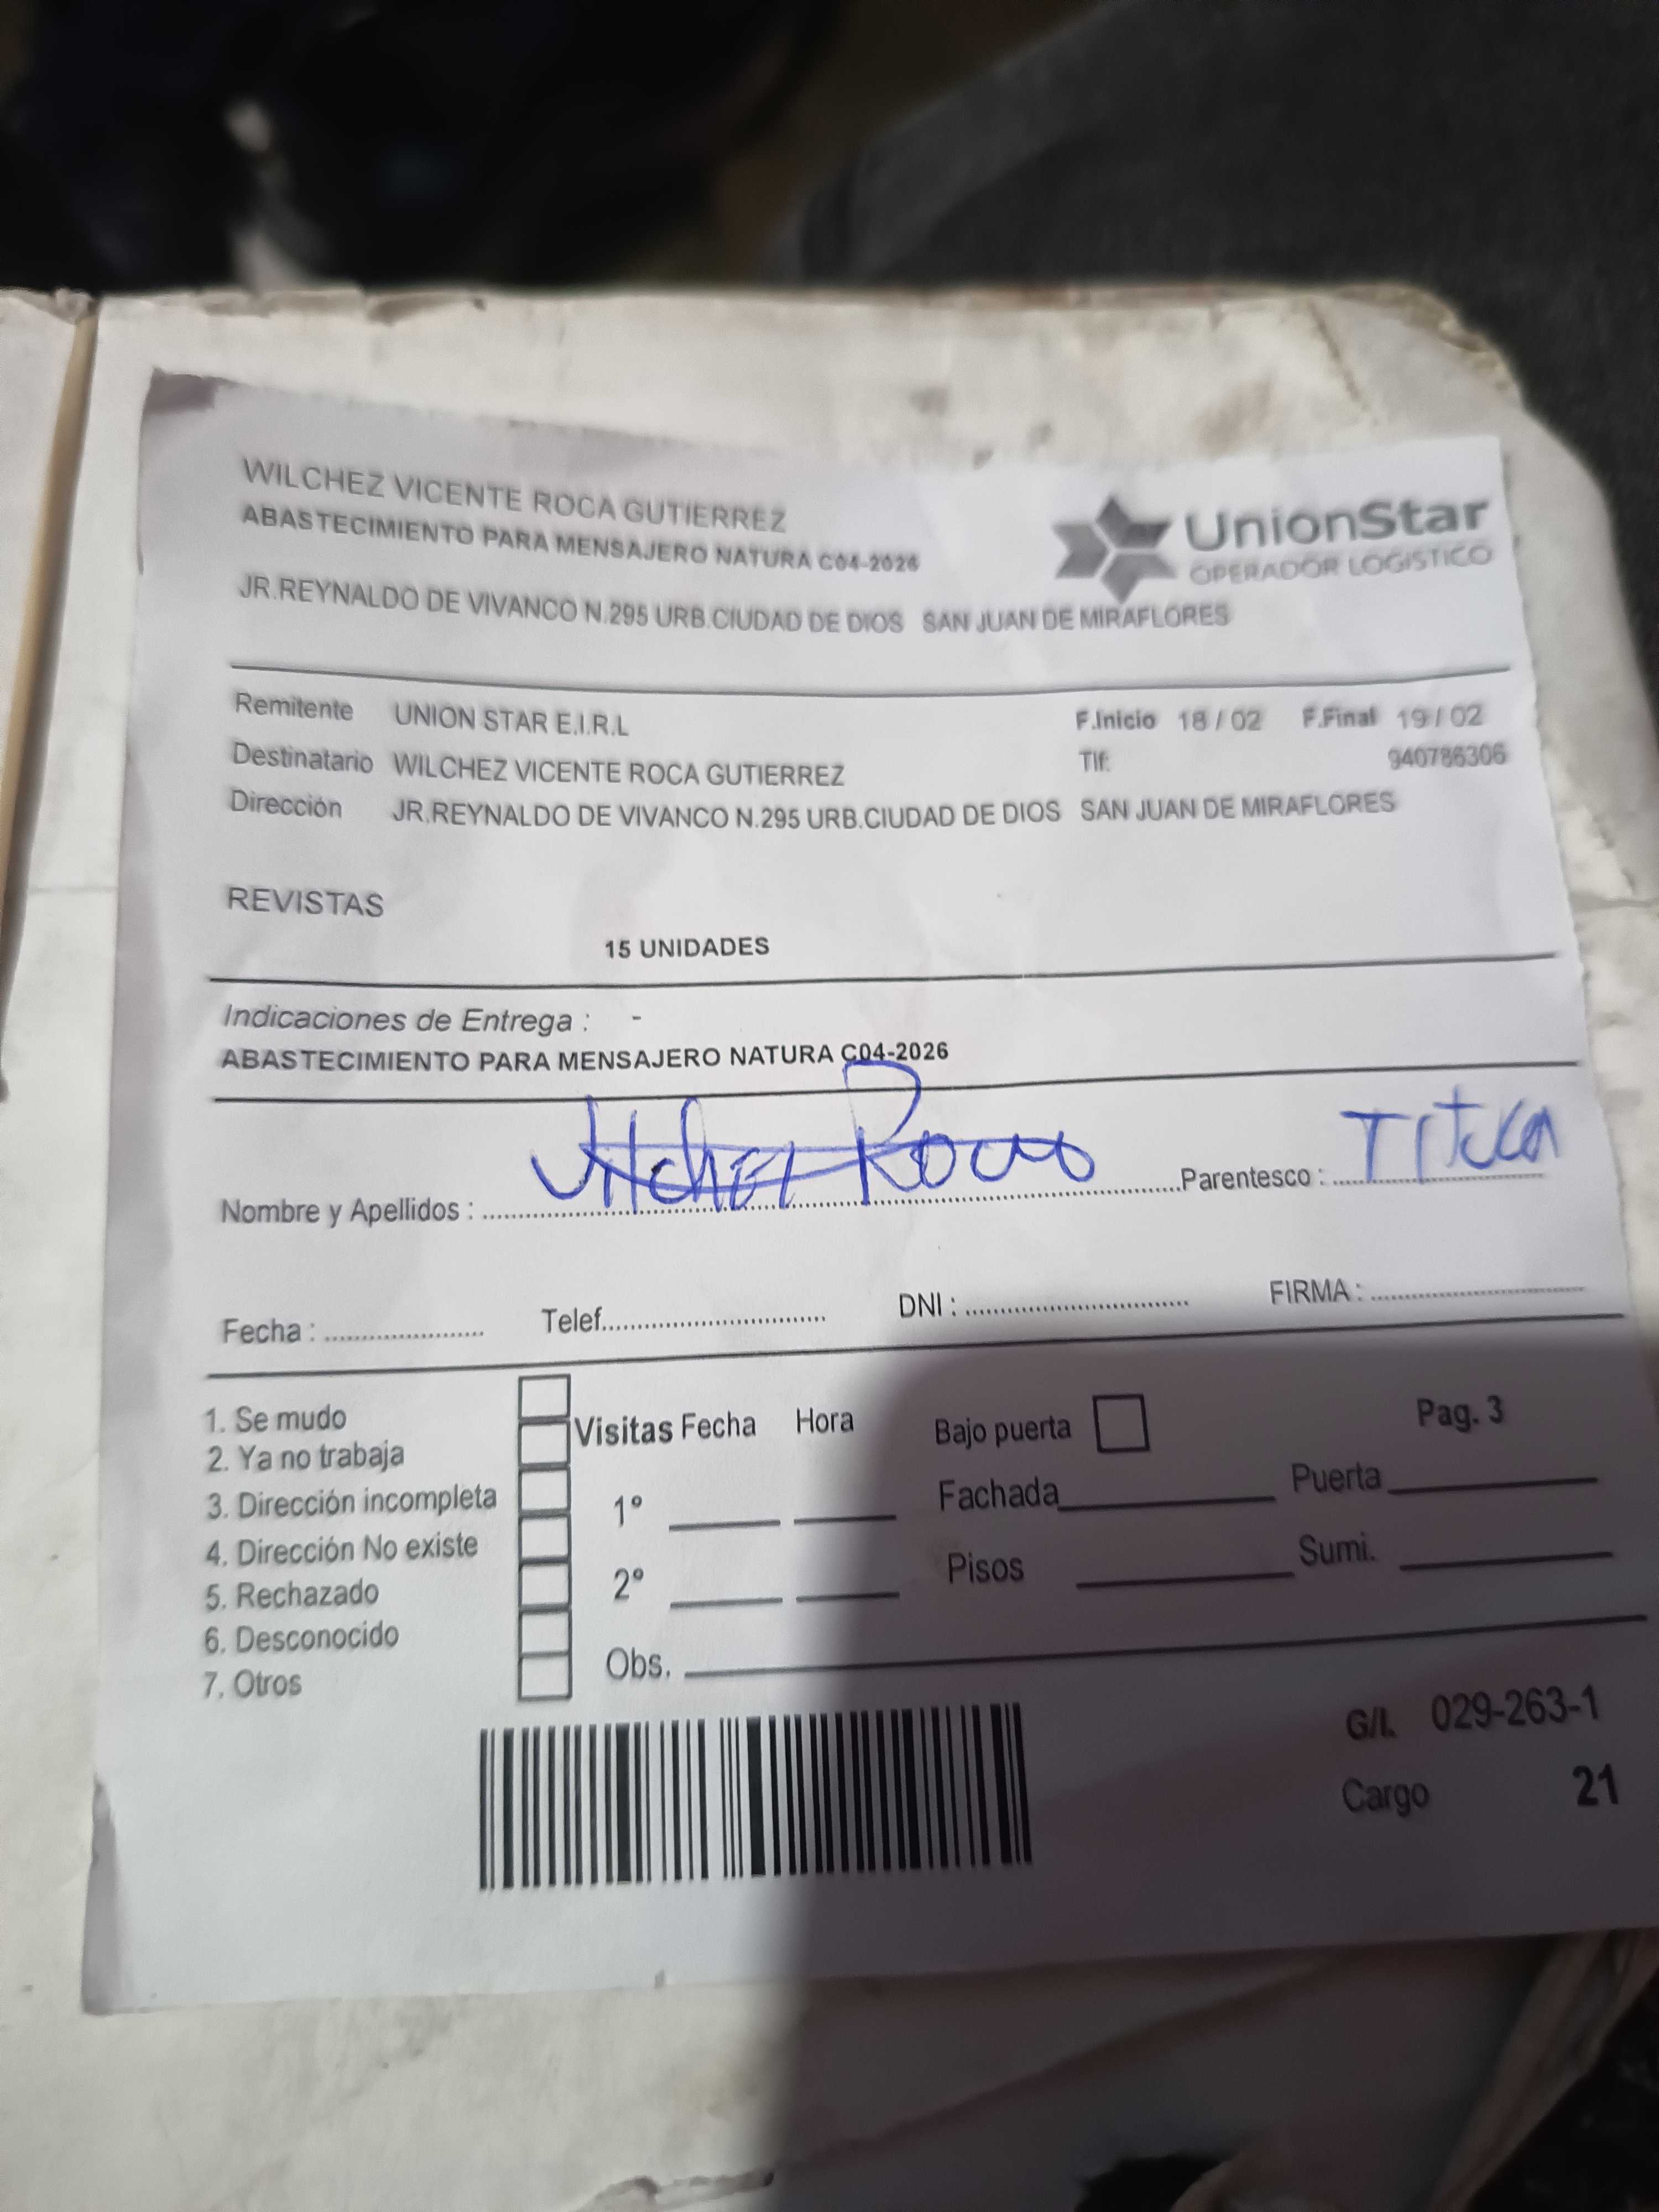 WILCHEZ VICENTE ROCA GUTIERREZ
ABASTECIMIENTO PARA MENSAJERO NATURA C04-2026
UnionStar
OPERADOR LOGISTICO
JR.REYNALDO DE VIVANCO N.295 URB.CIUDAD DE DIOS SAN JUAN DE MIRAFLORES
Remitente UNION STAR E.I.R.L F.Inicio 18 / 02 F.Final 19 / 02
Destinatario WILCHEZ VICENTE ROCA GUTIERREZ Tlf: 940786306
Dirección JR.REYNALDO DE VIVANCO N.295 URB.CIUDAD DE DIOS SAN JUAN DE MIRAFLORES
REVISTAS
15 UNIDADES
Indicaciones de Entrega : -
ABASTECIMIENTO PARA MENSAJERO NATURA C04-2026
Nombre y Apellidos : Roca Parentesco :
Fecha : Telef. DNI : FIRMA :
1. Se mudo
2. Ya no trabaja
3. Dirección incompleta
4. Dirección No existe
5. Rechazado
6. Desconocido
7. Otros
Visitas Fecha Hora
1°
2°
Obs.
Bajo puerta Pag. 3
Fachada Puerta
Pisos Sumi.
G/I. 029-263-1
Cargo 21